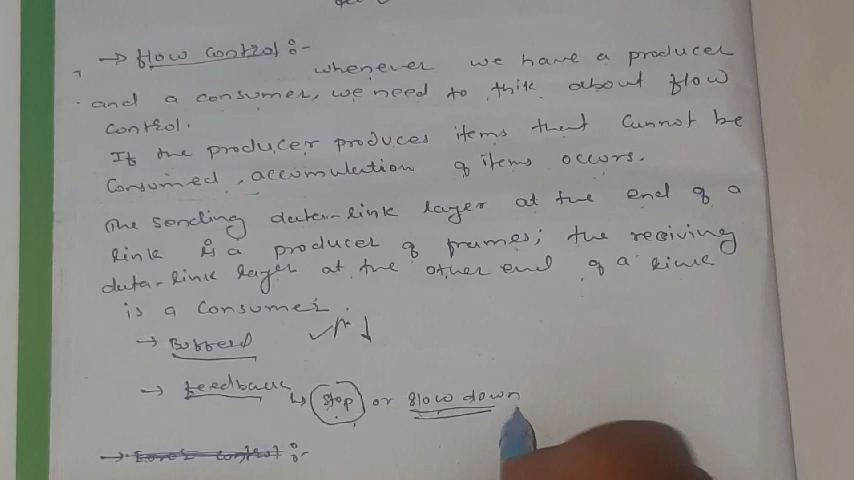 → flow control :-
whenever we have a producer
and a consumer, we need to thik about flow
control.
If the producer produces items that cannot be
consumed, accumulation of items occurs.
The sending data-link layer at the end of a
link is a producer of frames; the receiving
data-link layer at the other end of a link
is a consumer.
→ Buffered
→ feedback ↳ stop or slow down
→ Error control :-